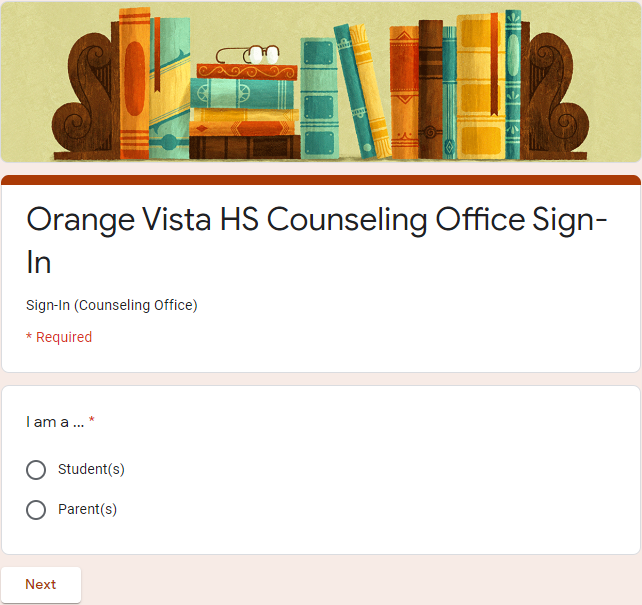 Orange Vista HS Counseling Office Sign-
In
Sign-In (Counseling Office)
* Required
I am a ... *
Student(s)
Parent(s)
Next